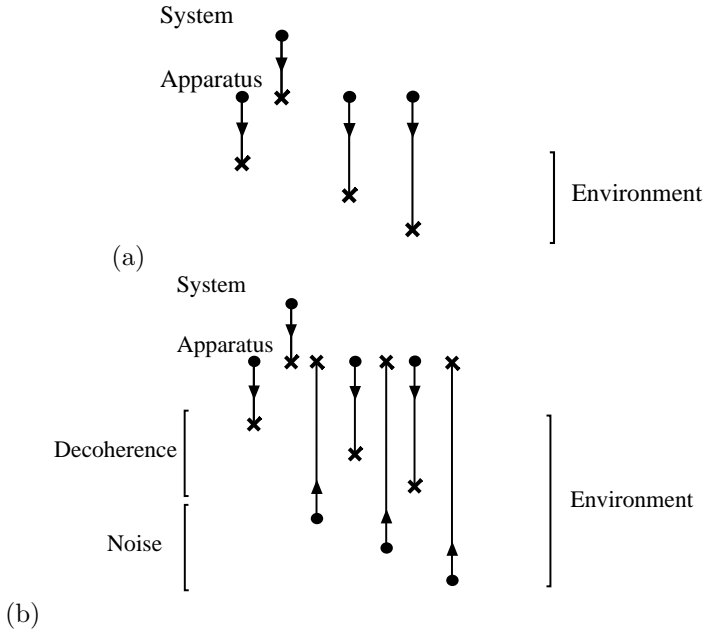 System
Apparatus
Environment
(a)
System
Apparatus
Decoherence
Environment
Noise
(b)